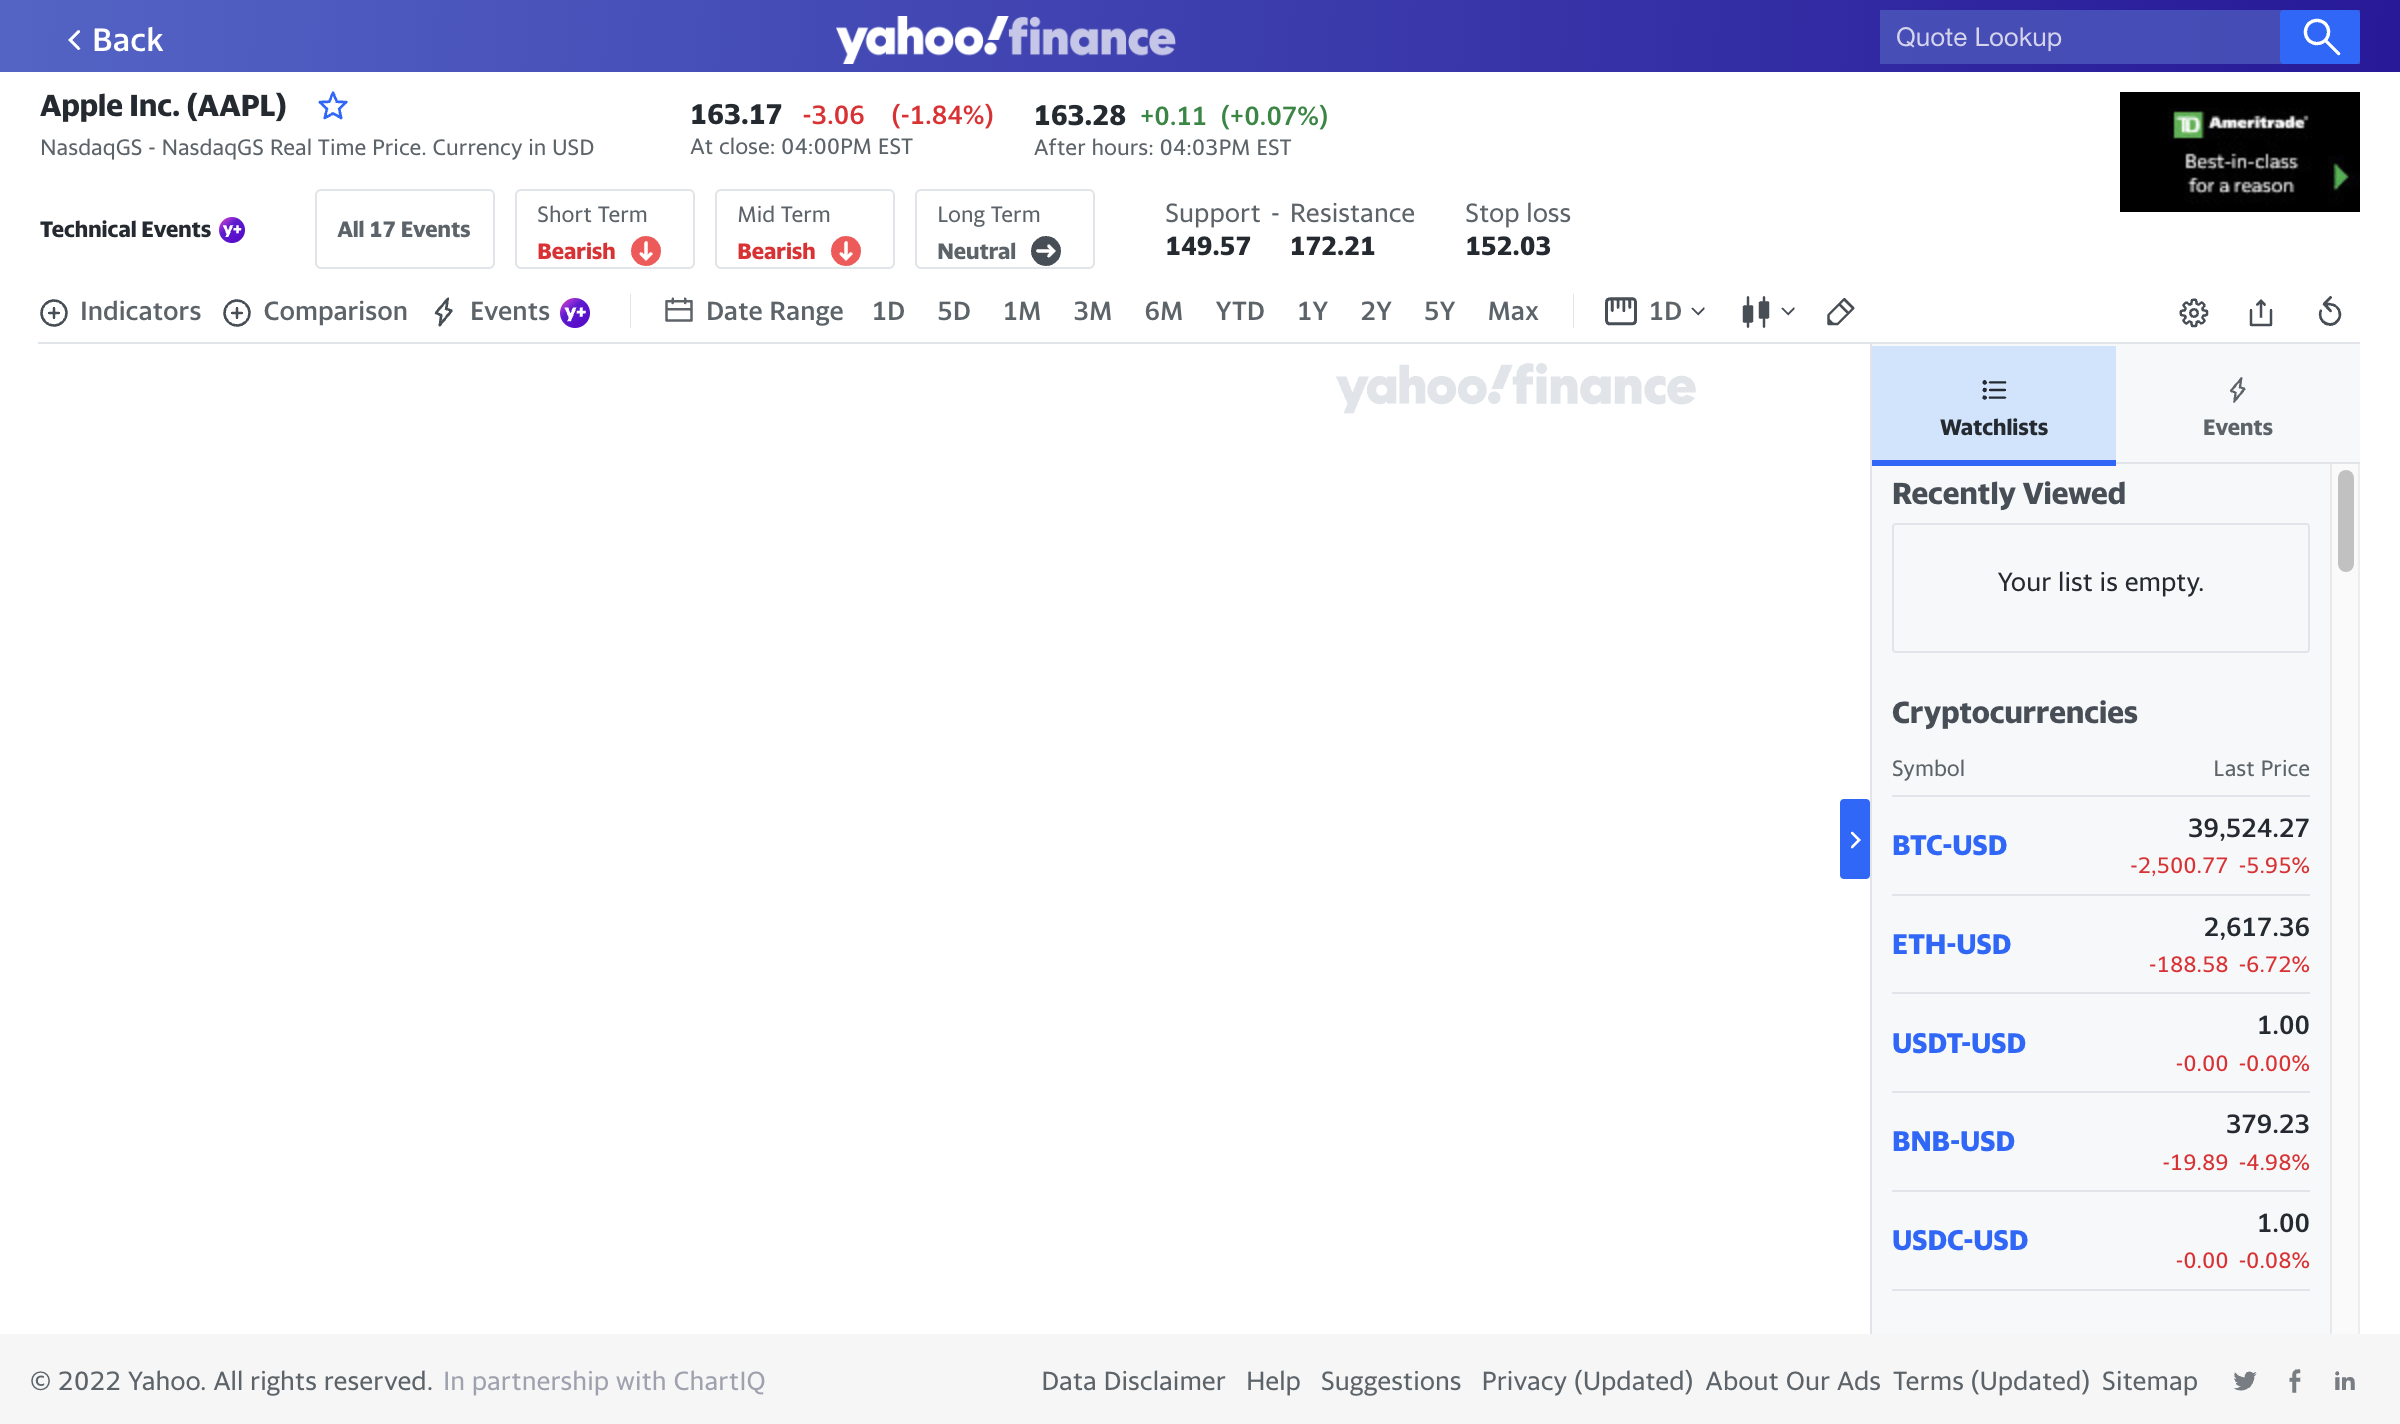 Back
yahoo!finance
Quote Lookup
Apple Inc. (AAPL)
NasdaqGS - NasdaqGS Real Time Price. Currency in USD
163.17 -3.06 (-1.84%)
At close: 04:00PM EST
163.28 +0.11 (+0.07%)
After hours: 04:03PM EST
TD Ameritrade
Best-in-class
for a reason
Technical Events y+
All 17 Events
Short Term
Bearish
Mid Term
Bearish
Long Term
Neutral
Support - Resistance
149.57 172.21
Stop loss
152.03
Indicators Comparison Events y+ Date Range 1D 5D 1M 3M 6M YTD 1Y 2Y 5Y Max 1D
yahoo!finance
Watchlists
Events
Recently Viewed
Your list is empty.
Cryptocurrencies
Symbol Last Price
BTC-USD
39,524.27
-2,500.77 -5.95%
ETH-USD
2,617.36
-188.58 -6.72%
USDT-USD
1.00
-0.00 -0.00%
BNB-USD
379.23
-19.89 -4.98%
USDC-USD
1.00
-0.00 -0.08%
© 2022 Yahoo. All rights reserved. In partnership with ChartIQ
Data Disclaimer Help Suggestions Privacy (Updated) About Our Ads Terms (Updated) Sitemap